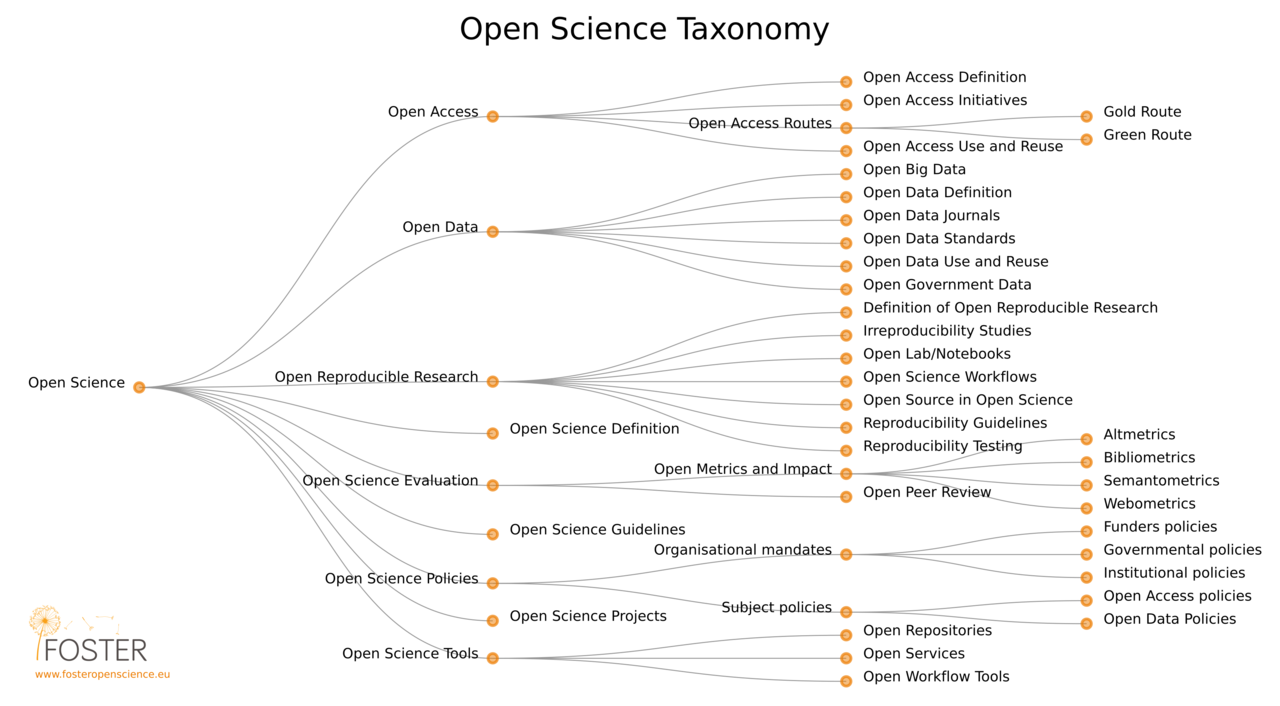 Open Science Taxonomy
Open Science
Open Access
Open Access Definition
Open Access Initiatives
Open Access Routes
Gold Route
Green Route
Open Access Use and Reuse
Open Data
Open Big Data
Open Data Definition
Open Data Journals
Open Data Standards
Open Data Use and Reuse
Open Government Data
Open Reproducible Research
Definition of Open Reproducible Research
Irreproducibility Studies
Open Lab/Notebooks
Open Science Workflows
Open Source in Open Science
Reproducibility Guidelines
Reproducibility Testing
Open Science Definition
Open Science Evaluation
Open Metrics and Impact
Altmetrics
Bibliometrics
Semantometrics
Webometrics
Open Peer Review
Open Science Guidelines
Open Science Policies
Organisational mandates
Funders policies
Governmental policies
Institutional policies
Subject policies
Open Access policies
Open Data Policies
Open Science Projects
Open Science Tools
Open Repositories
Open Services
Open Workflow Tools
FOSTER
www.fosteropenscience.eu